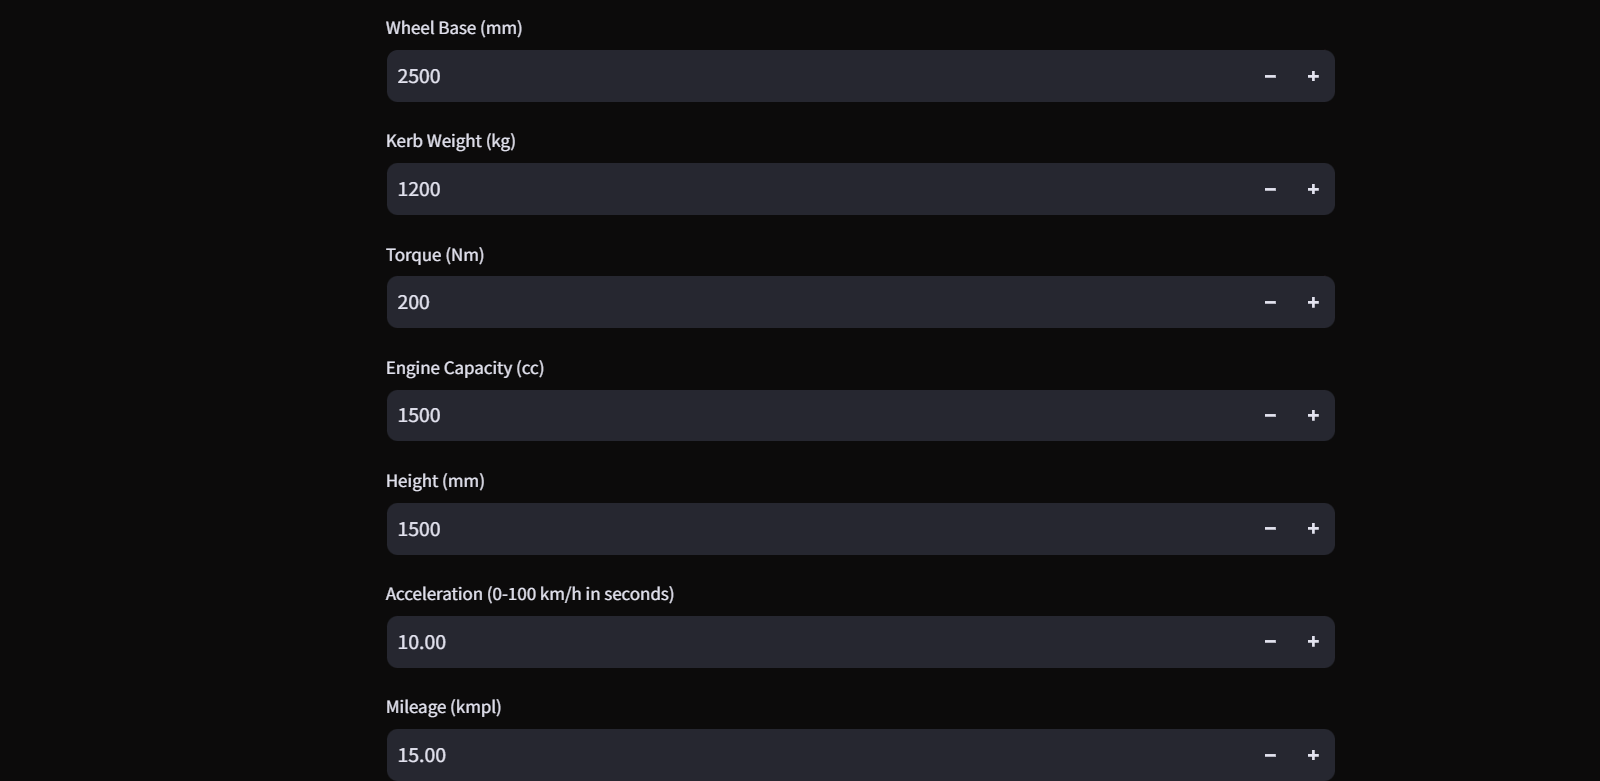 Wheel Base (mm)
2500
Kerb Weight (kg)
1200
Torque (Nm)
200
Engine Capacity (cc)
1500
Height (mm)
1500
Acceleration (0-100 km/h in seconds)
10.00
Mileage (kmpl)
15.00